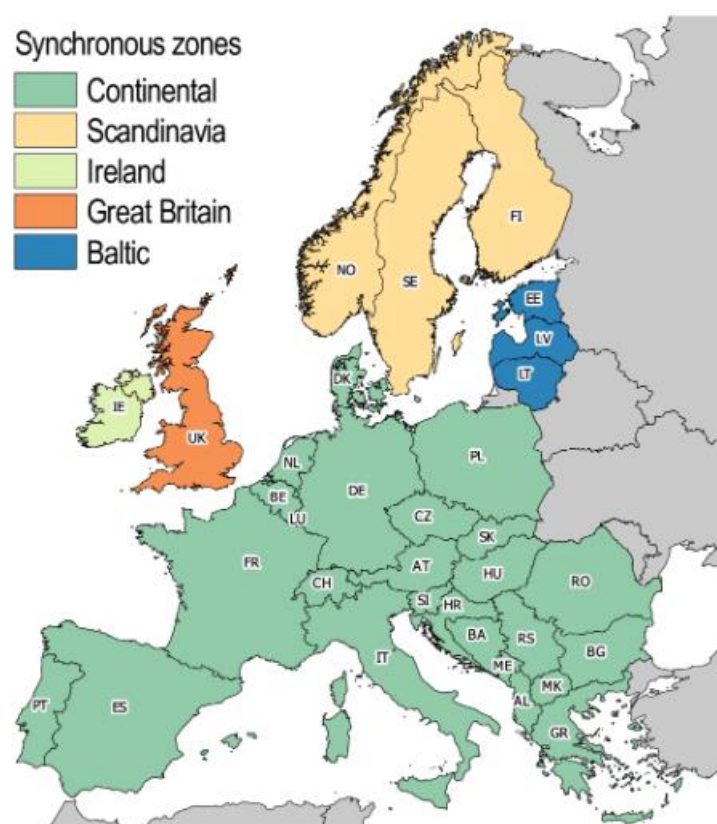 Synchronous zones
Continental
Scandinavia
Ireland
Great Britain
Baltic
FI
NO
SE
EE
LV
LT
DK
IE
UK
NL
PL
BE
DE
LU
CZ
SK
FR
AT
HU
CH
RO
SI
HR
BA
RS
IT
ME
BG
MK
AL
PT
ES
GR